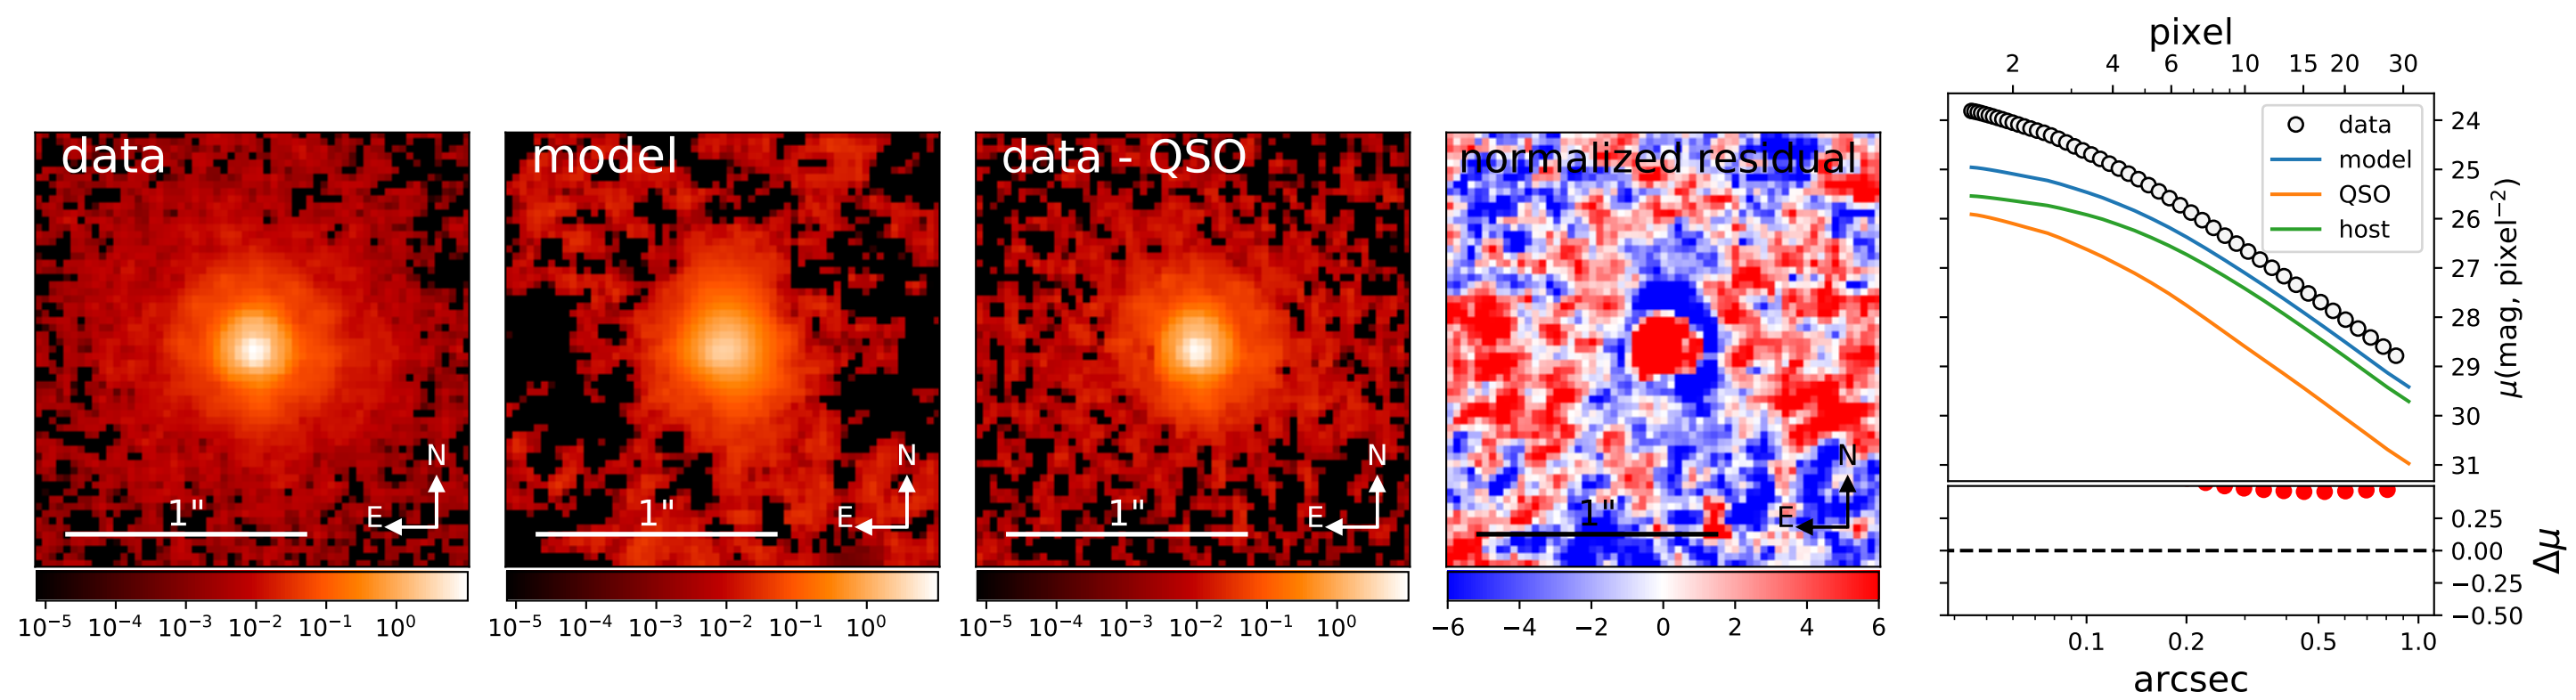 data
N
E
1"
10⁻⁵ 10⁻⁴ 10⁻³ 10⁻² 10⁻¹ 10⁰
model
N
E
1"
10⁻⁵ 10⁻⁴ 10⁻³ 10⁻² 10⁻¹ 10⁰
data - QSO
N
E
1"
10⁻⁵ 10⁻⁴ 10⁻³ 10⁻² 10⁻¹ 10⁰
normalized residual
N
E
1"
−6 −4 −2 0 2 4 6
pixel
2 4 6 10 15 20 30
data
model
QSO
host
24
25
26
27
28
29
30
31
μ(mag, pixel⁻²)
0.25
0.00
−0.25
−0.50
Δμ
0.1 0.2 0.5 1.0
arcsec